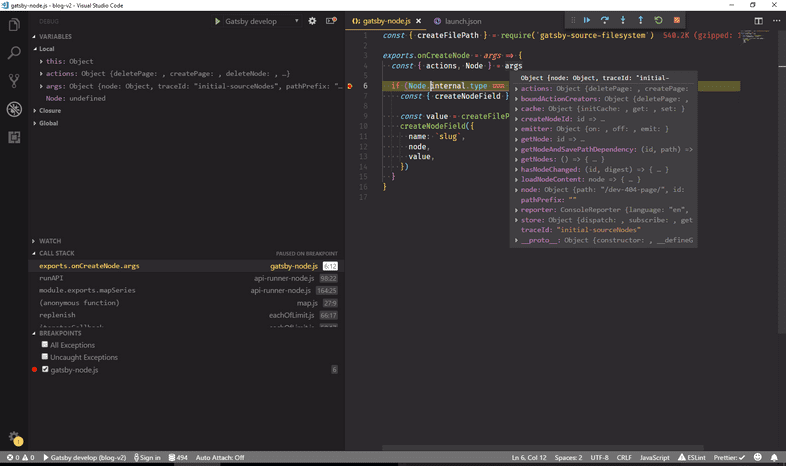 gatsby-node.js - blog-v2 - Visual Studio Code
DEBUG
Gatsby develop
VARIABLES
Local
this: Object
actions: Object {deletePage: , createPage: , deleteNode: , …}
args: Object {node: Object, traceId: "initial-sourceNodes", pathPrefix: "…
Node: undefined
Closure
Global
WATCH
CALL STACK
PAUSED ON BREAKPOINT
exports.onCreateNode.args gatsby-node.js 6:12
runAPI api-runner-node.js 98:22
module.exports.mapSeries api-runner-node.js 164:25
(anonymous function) map.js 27:9
replenish eachOfLimit.js 66:17
iterateeCallback eachOfLimit.js
BREAKPOINTS
All Exceptions
Uncaught Exceptions
gatsby-node.js 6
gatsby-node.js
launch.json
1 const { createFilePath } = require(`gatsby-source-filesystem`) 540.2K (gzipped: 1
2
3 exports.onCreateNode = args => {
4 const { actions, Node } = args
5
6 if (Node.internal.type
7 const { createNodeField }
8
9 const value = createFileP
10 createNodeField({
11 name: `slug`,
12 node,
13 value,
14 })
15 }
16 }
17
Object {node: Object, traceId: "initial-
actions: Object {deletePage: , createPage:
boundActionCreators: Object {deletePage: ,
cache: Object {initCache: , get: , set: }
createNodeId: id => …
emitter: Object {on: , off: , emit: }
getNode: id => …
getNodeAndSavePathDependency: (id, path) =>
getNodes: () => { … }
hasNodeChanged: (id, digest) => { … }
loadNodeContent: node => { … }
node: Object {path: "/dev-404-page/", id:
pathPrefix: ""
reporter: ConsoleReporter {language: "en",
store: Object {dispatch: , subscribe: , get
traceId: "initial-sourceNodes"
__proto__: Object {constructor: , __defineG
1
0
0
Gatsby develop (blog-v2)
Sign in
494
Auto Attach: Off
Ln 6, Col 12
Spaces: 2
UTF-8
CRLF
JavaScript
ESLint
Prettier: ✓